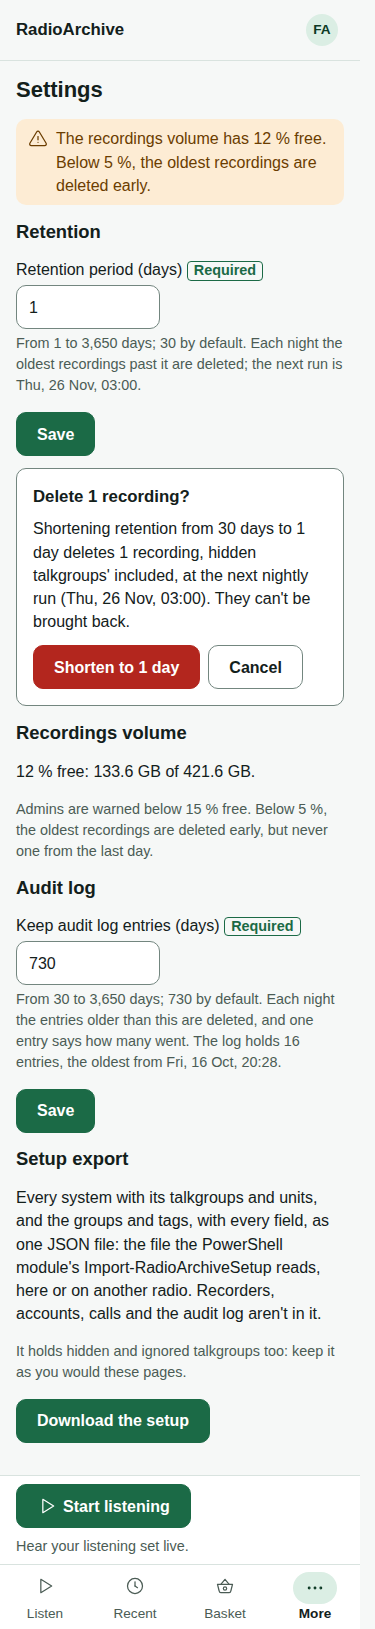 RadioArchive
FA
Settings
The recordings volume has 12 % free.
Below 5 %, the oldest recordings are
deleted early.
Retention
Retention period (days) Required
1
From 1 to 3,650 days; 30 by default. Each night the
oldest recordings past it are deleted; the next run is
Thu, 26 Nov, 03:00.
Save
Delete 1 recording?
Shortening retention from 30 days to 1
day deletes 1 recording, hidden
talkgroups' included, at the next nightly
run (Thu, 26 Nov, 03:00). They can't be
brought back.
Shorten to 1 day
Cancel
Recordings volume
12 % free: 133.6 GB of 421.6 GB.
Admins are warned below 15 % free. Below 5 %,
the oldest recordings are deleted early, but never
one from the last day.
Audit log
Keep audit log entries (days) Required
730
From 30 to 3,650 days; 730 by default. Each night
the entries older than this are deleted, and one
entry says how many went. The log holds 16
entries, the oldest from Fri, 16 Oct, 20:28.
Save
Setup export
Every system with its talkgroups and units,
and the groups and tags, with every field, as
one JSON file: the file the PowerShell
module's Import-RadioArchiveSetup reads,
here or on another radio. Recorders,
accounts, calls and the audit log aren't in it.
It holds hidden and ignored talkgroups too: keep it
as you would these pages.
Download the setup
Start listening
Hear your listening set live.
Listen
Recent
Basket
More